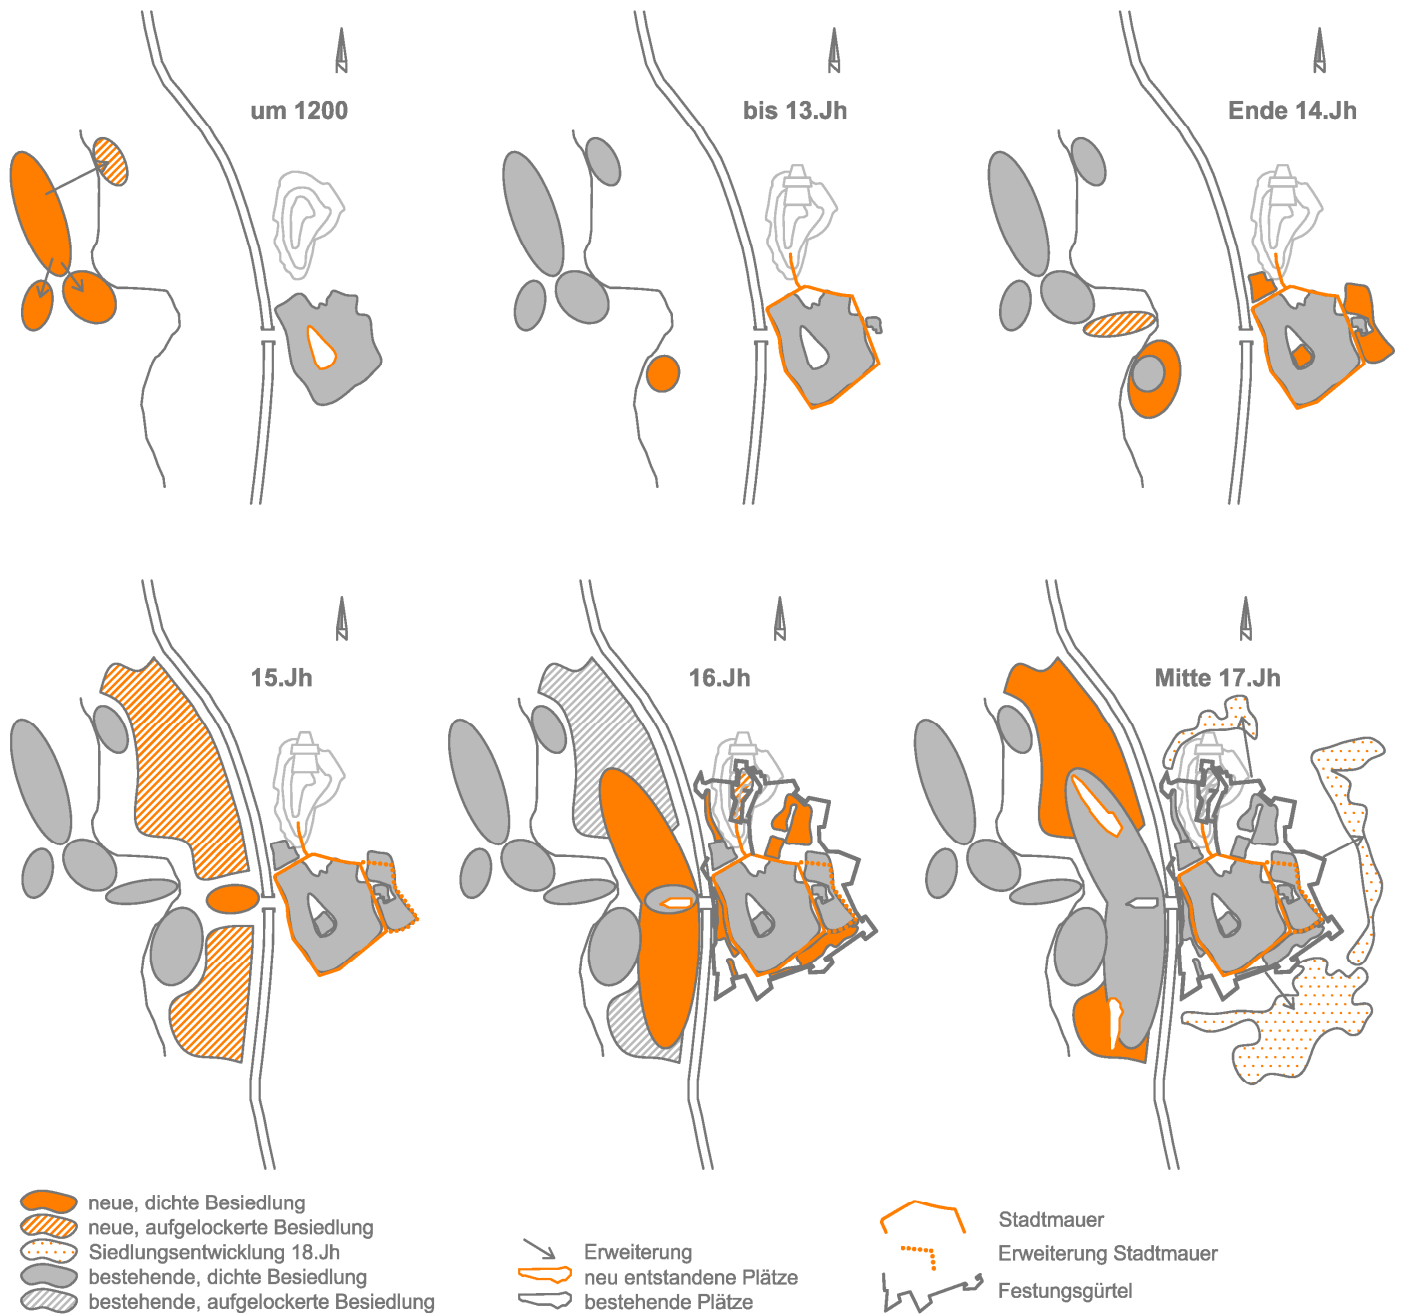 N
N
N
um 1200
bis 13.Jh
Ende 14.Jh
N
N
N
15.Jh
16.Jh
Mitte 17.Jh
neue, dichte Besiedlung
neue, aufgelockerte Besiedlung
Siedlungsentwicklung 18.Jh
bestehende, dichte Besiedlung
bestehende, aufgelockerte Besiedlung
Erweiterung
neu entstandene Plätze
bestehende Plätze
Stadtmauer
Erweiterung Stadtmauer
Festungsgürtel